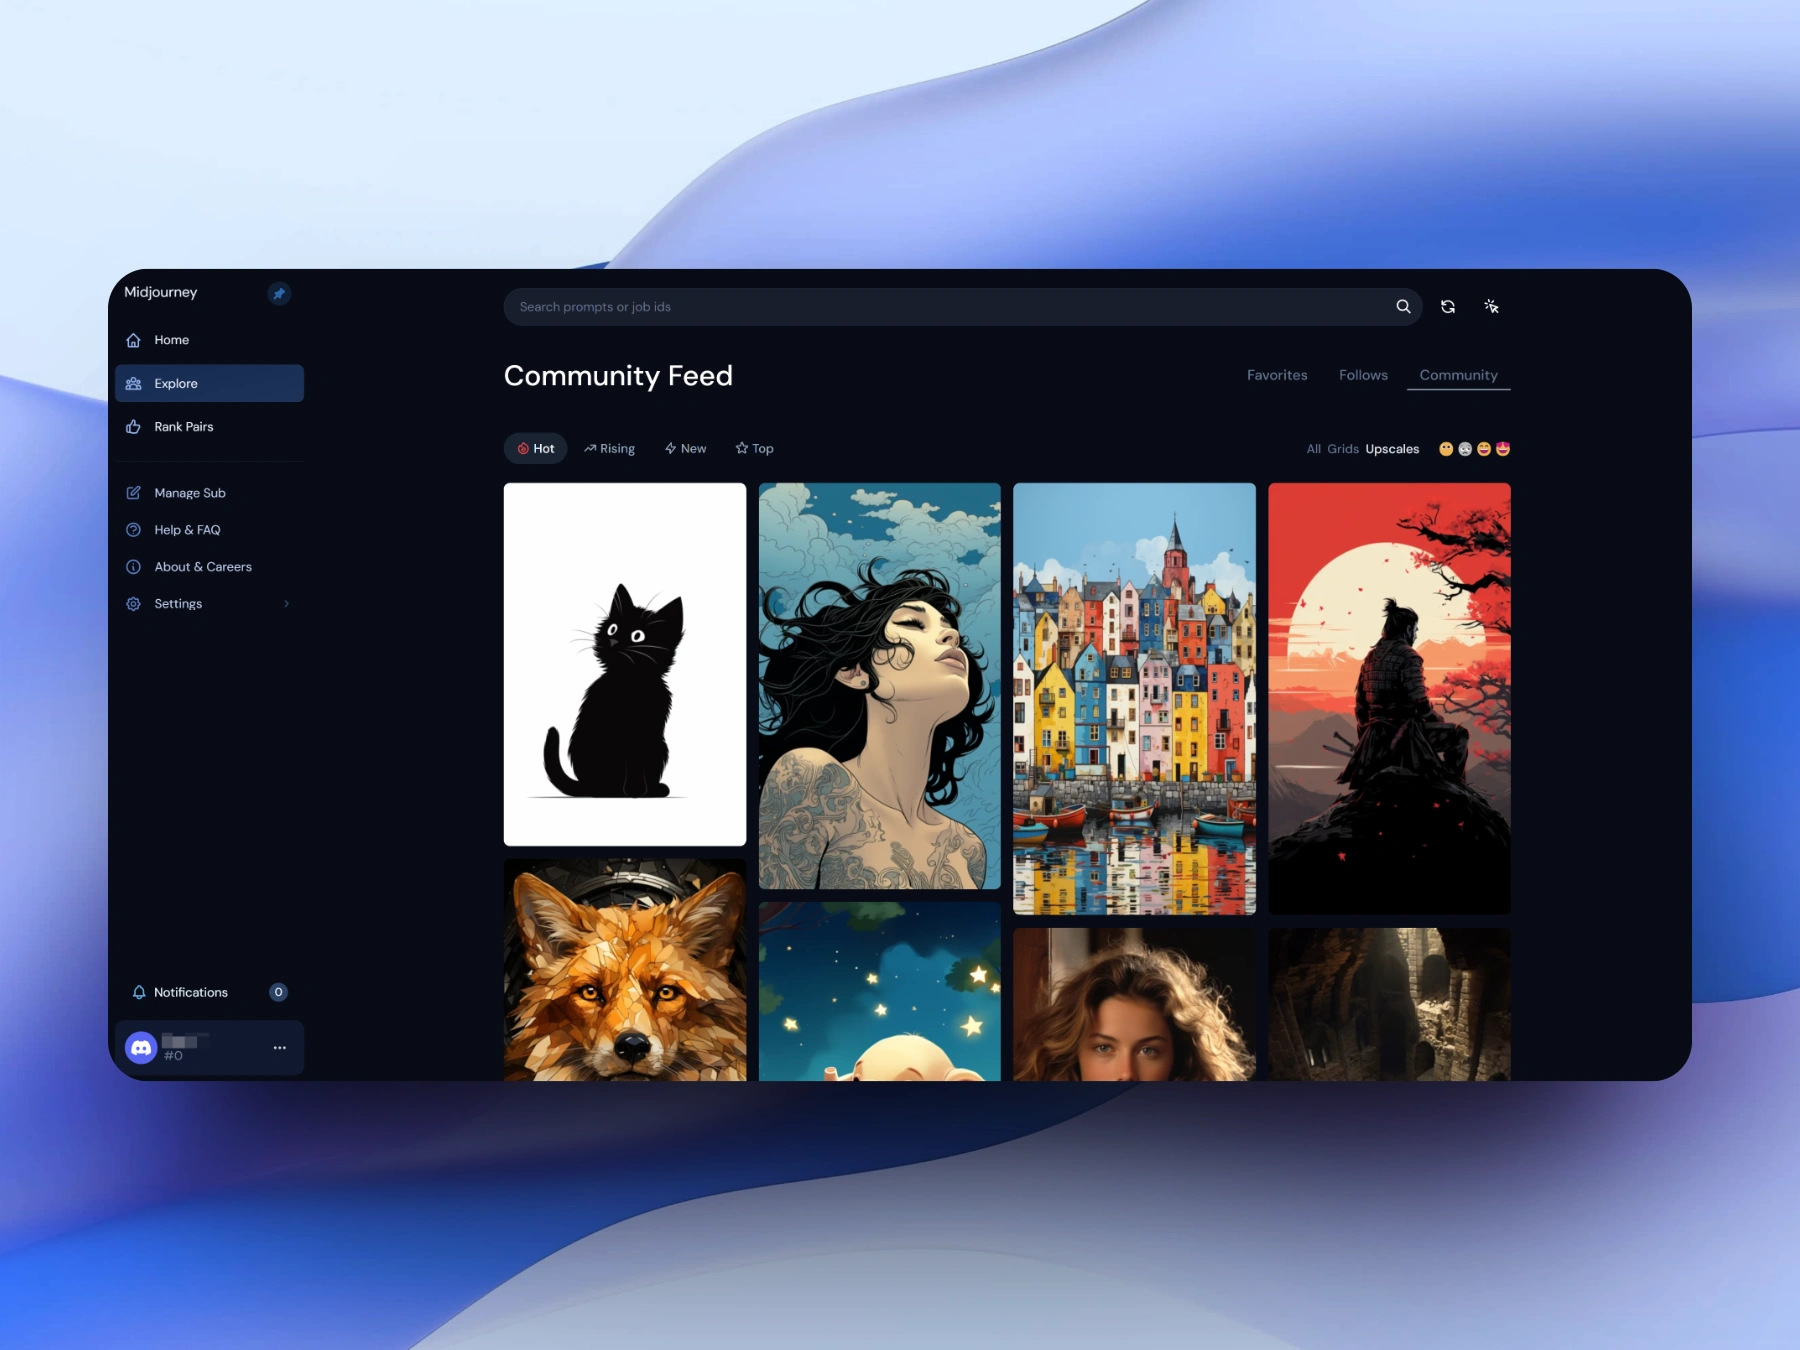 Midjourney
Home
Explore
Rank Pairs
Manage Sub
Help & FAQ
About & Careers
Settings
Notifications 0
#0
Search prompts or job ids
Community Feed
Favorites Follows Community
Hot Rising New Top
All Grids Upscales